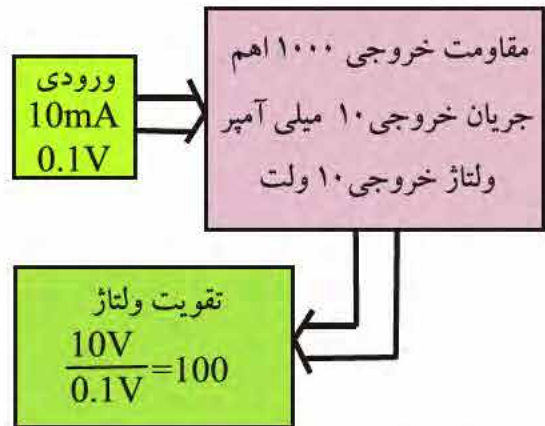 ورودی
10mA
0.1V
مقاومت خروجی ۱۰۰۰ اهم
جریان خروجی ۱۰ میلی آمپر
ولتاژ خروجی ۱۰ ولت
تقویت ولتاژ
10V
0.1V
=100